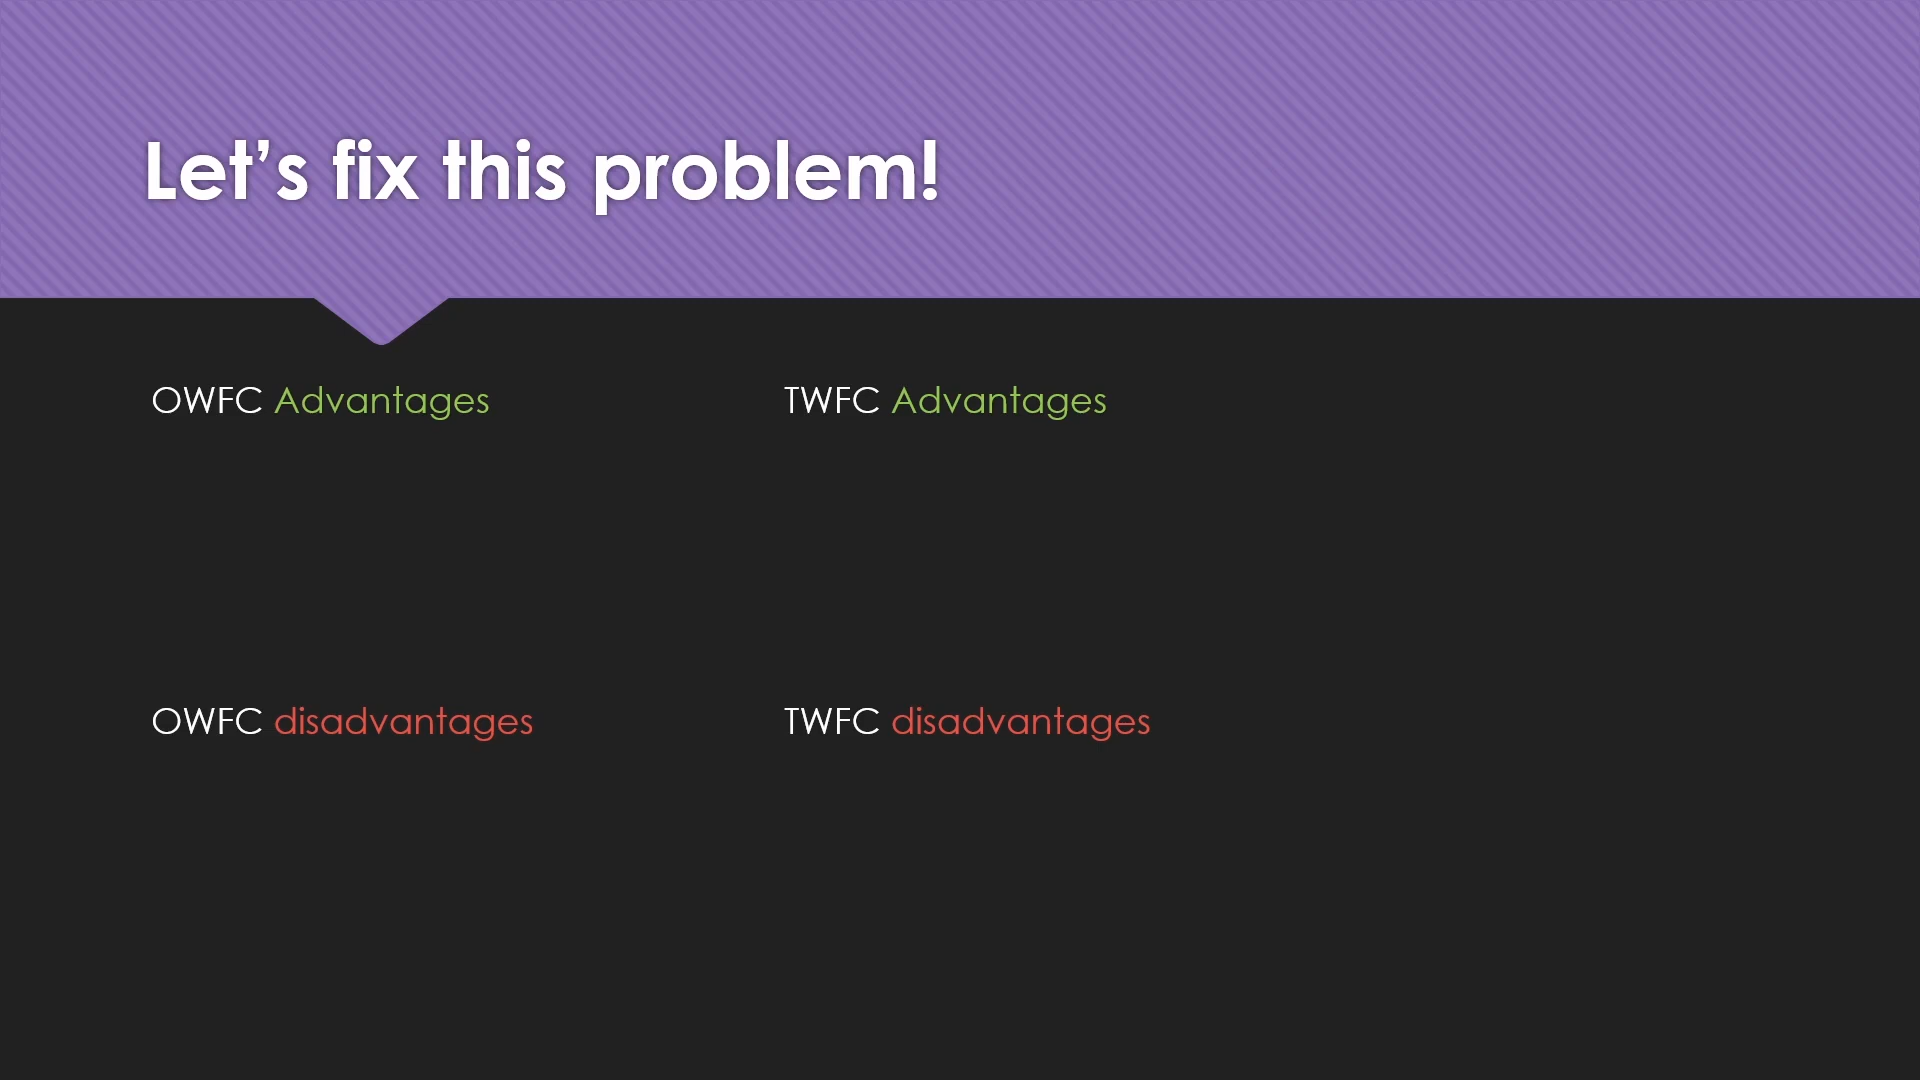 Let’s fix this problem!
OWFC Advantages
TWFC Advantages
OWFC disadvantages
TWFC disadvantages